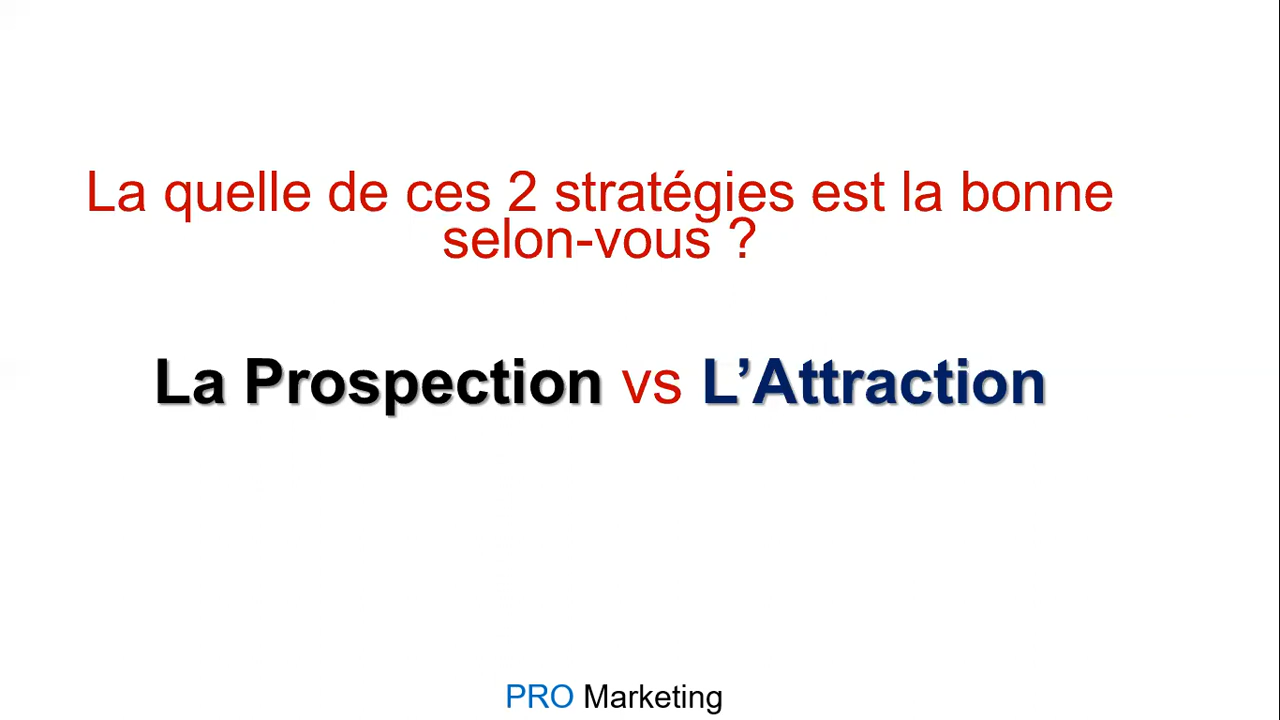 La quelle de ces 2 stratégies est la bonne
selon-vous ?
La Prospection vs L’Attraction
PRO Marketing